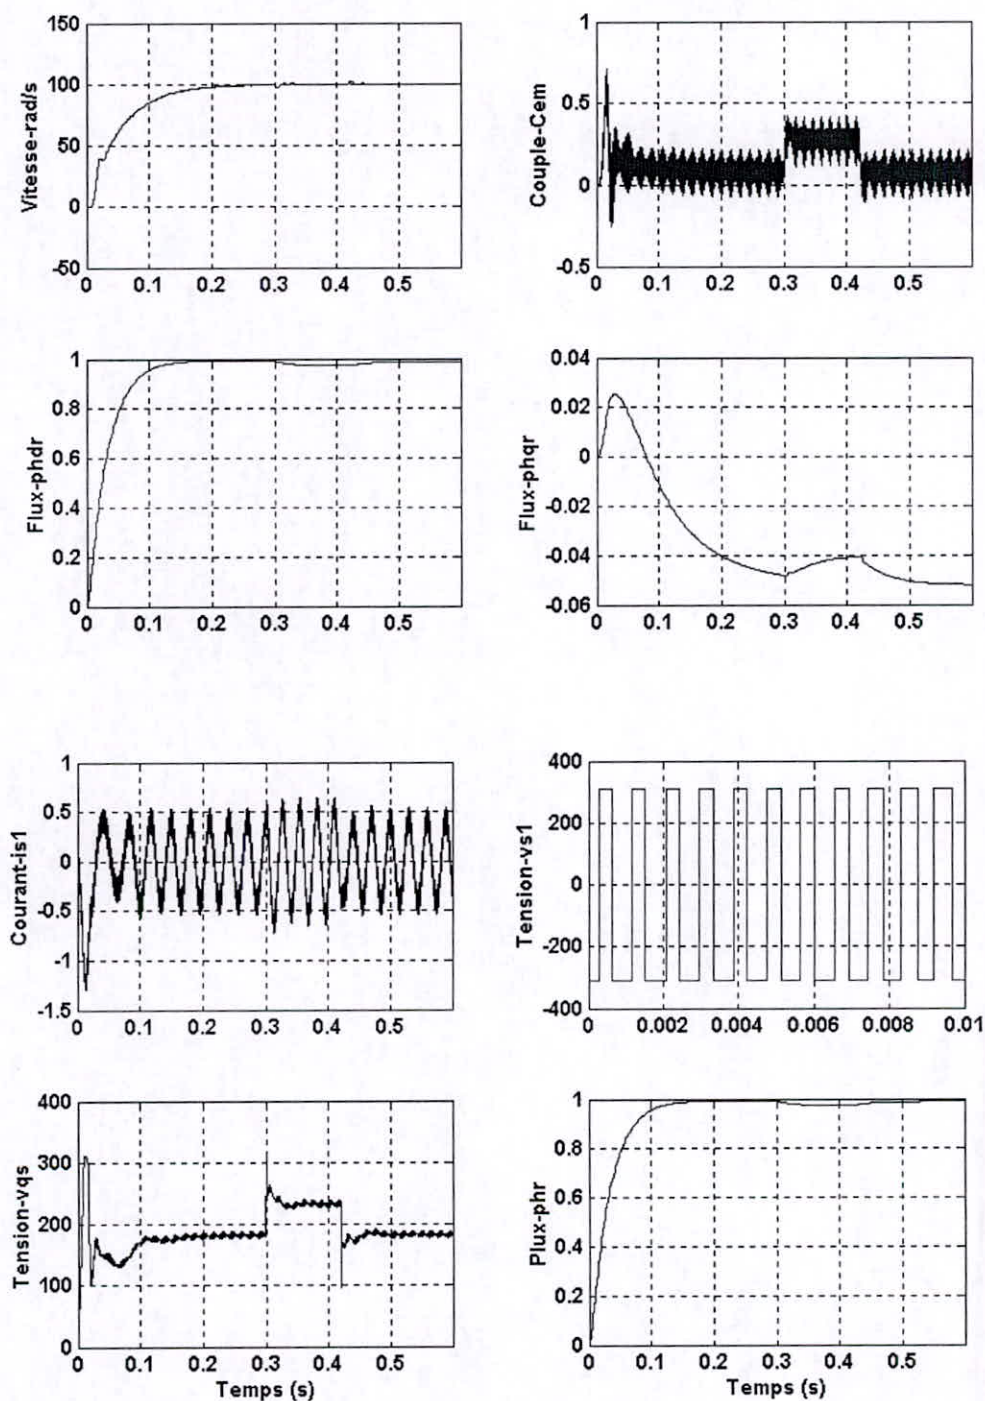 150
100
50
0
-50
Vitesse-rad/s
0 0.1 0.2 0.3 0.4 0.5
1
0.5
0
-0.5
Couple-Cem
0 0.1 0.2 0.3 0.4 0.5
1
0.8
0.6
0.4
0.2
0
Flux-phdr
0 0.1 0.2 0.3 0.4 0.5
0.04
0.02
0
-0.02
-0.04
-0.06
Flux-phqr
0 0.1 0.2 0.3 0.4 0.5
1
0.5
0
-0.5
-1
-1.5
Courant-is1
0 0.1 0.2 0.3 0.4 0.5
400
200
0
-200
-400
Tension-vs1
0 0.002 0.004 0.006 0.008 0.01
400
300
200
100
0
Tension-vqs
0 0.1 0.2 0.3 0.4 0.5
Temps (s)
1
0.8
0.6
0.4
0.2
0
Plux-phr
0 0.1 0.2 0.3 0.4 0.5
Temps (s)